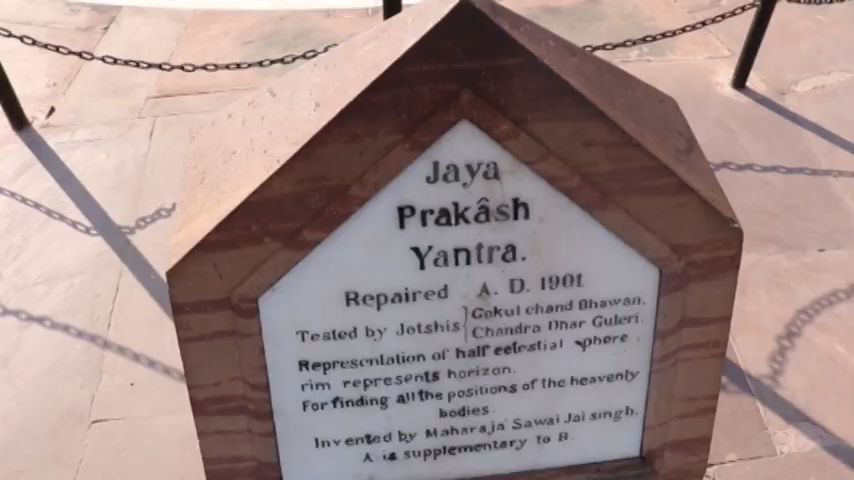 Jaya
Prakâsh
Yantra.
Repaired A. D. 1901
Tested by Jotshis { Gokul chand Bhawan.
Chandra Dhar Guleri.
Representation of half celestial sphere
rim represents horizon.
For finding all the positions of the heavenly
bodies.
Invented by Maharaja Sawai Jai singh.
A is supplementary to B.